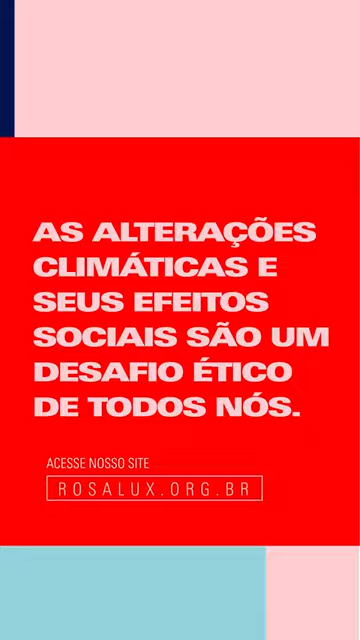 AS ALTERAÇÕES
CLIMÁTICAS E
SEUS EFEITOS
SOCIAIS SÃO UM
DESAFIO ÉTICO
DE TODOS NÓS.
ACESSE NOSSO SITE
ROSALUX.ORG.BR